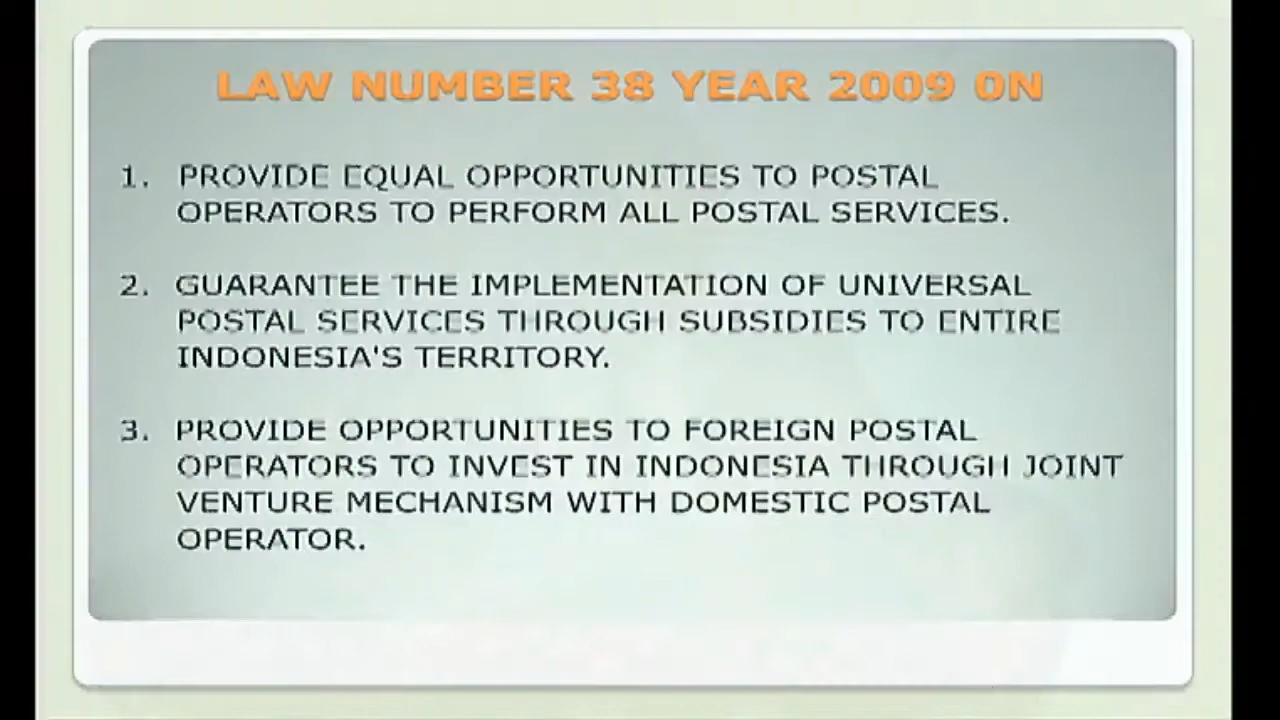 LAW NUMBER 38 YEAR 2009 0N
1. PROVIDE EQUAL OPPORTUNITIES TO POSTAL
OPERATORS TO PERFORM ALL POSTAL SERVICES.
2. GUARANTEE THE IMPLEMENTATION OF UNIVERSAL
POSTAL SERVICES THROUGH SUBSIDIES TO ENTIRE
INDONESIA'S TERRITORY.
3. PROVIDE OPPORTUNITIES TO FOREIGN POSTAL
OPERATORS TO INVEST IN INDONESIA THROUGH JOINT
VENTURE MECHANISM WITH DOMESTIC POSTAL
OPERATOR.